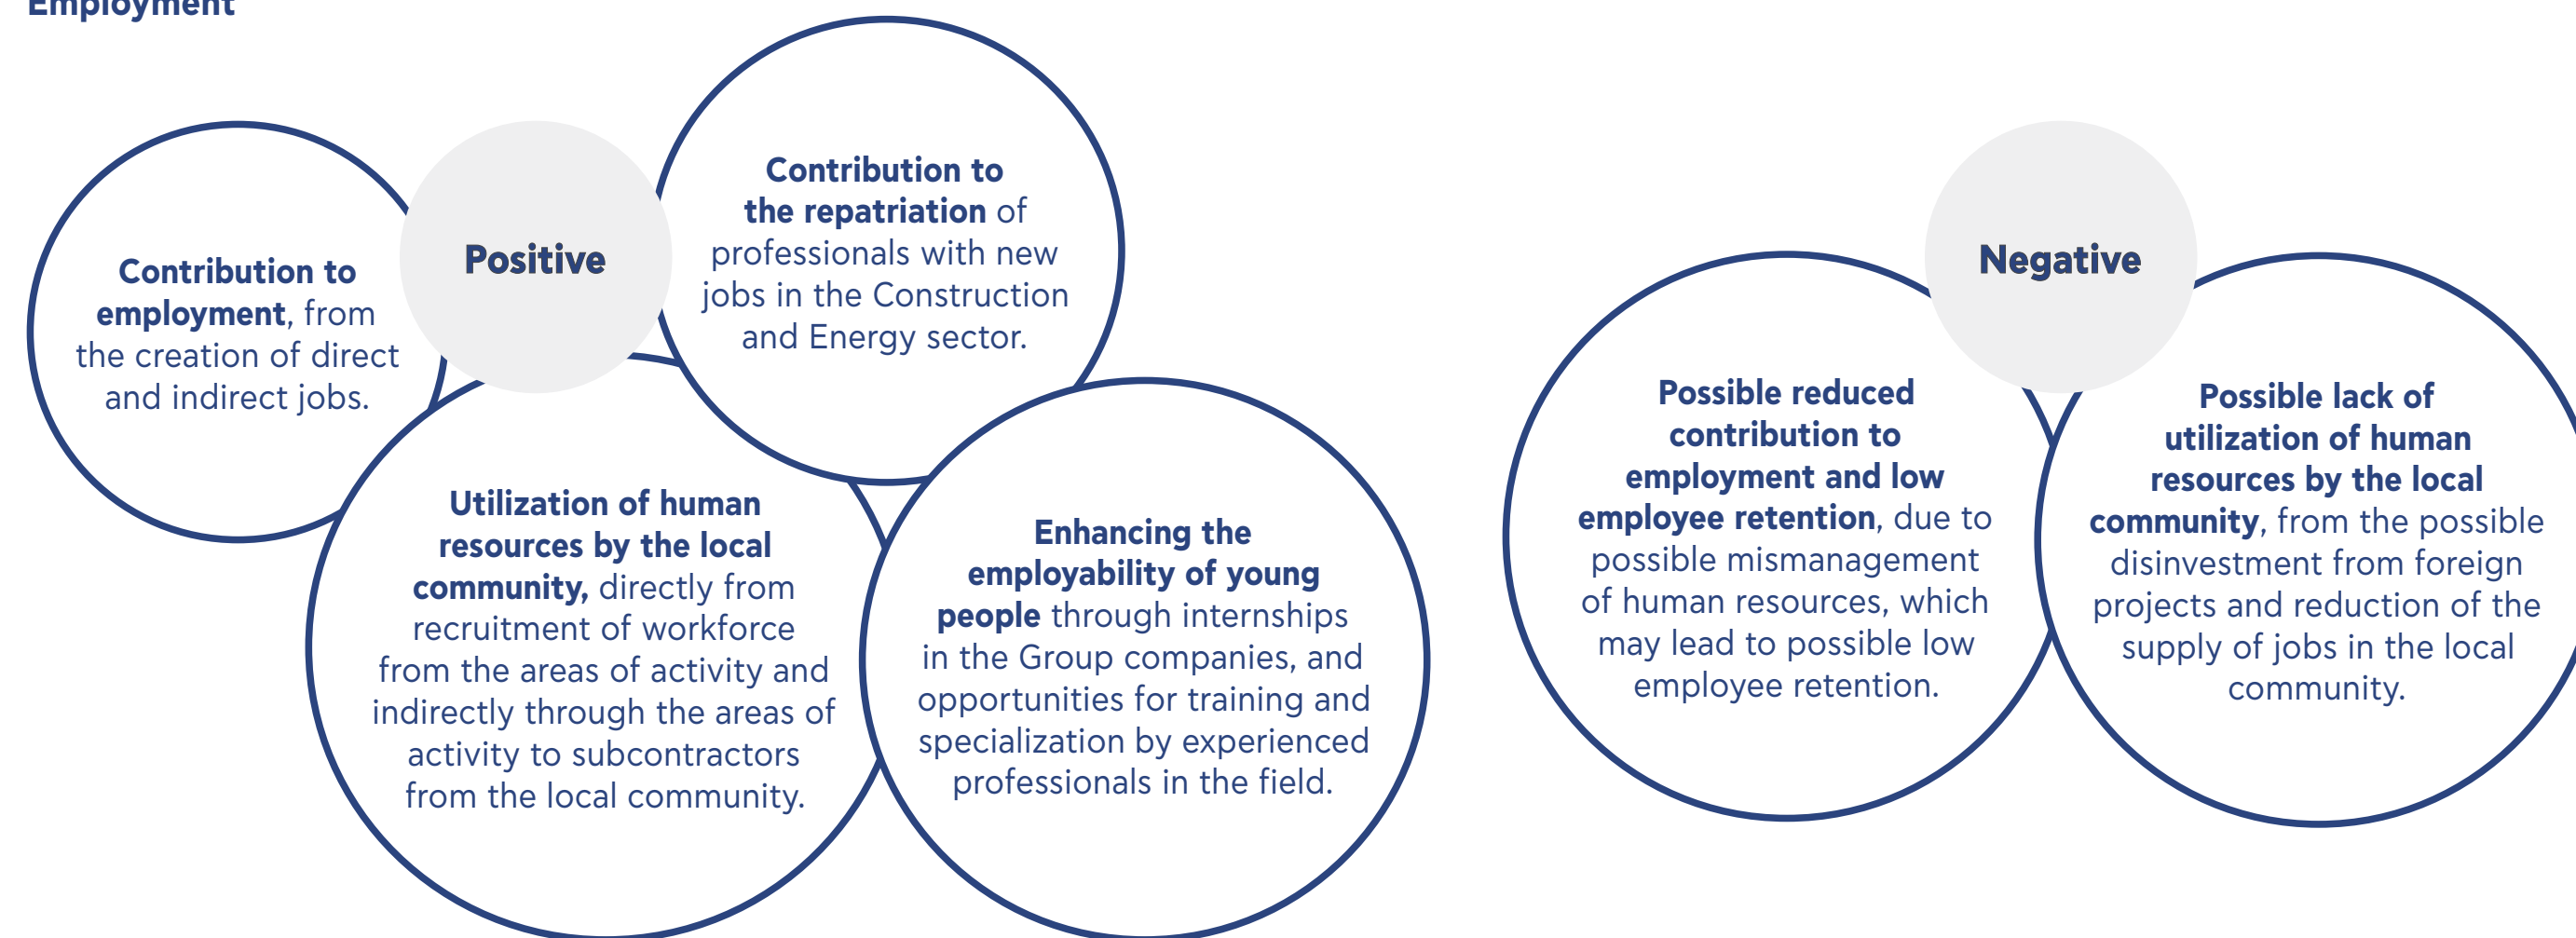 Employment
Positive
Contribution to
employment, from
the creation of direct
and indirect jobs.
Contribution to
the repatriation of
professionals with new
jobs in the Construction
and Energy sector.
Utilization of human
resources by the local
community, directly from
recruitment of workforce
from the areas of activity and
indirectly through the areas of
activity to subcontractors
from the local community.
Enhancing the
employability of young
people through internships
in the Group companies, and
opportunities for training and
specialization by experienced
professionals in the field.
Negative
Possible reduced
contribution to
employment and low
employee retention, due to
possible mismanagement
of human resources, which
may lead to possible low
employee retention.
Possible lack of
utilization of human
resources by the local
community, from the possible
disinvestment from foreign
projects and reduction of the
supply of jobs in the local
community.